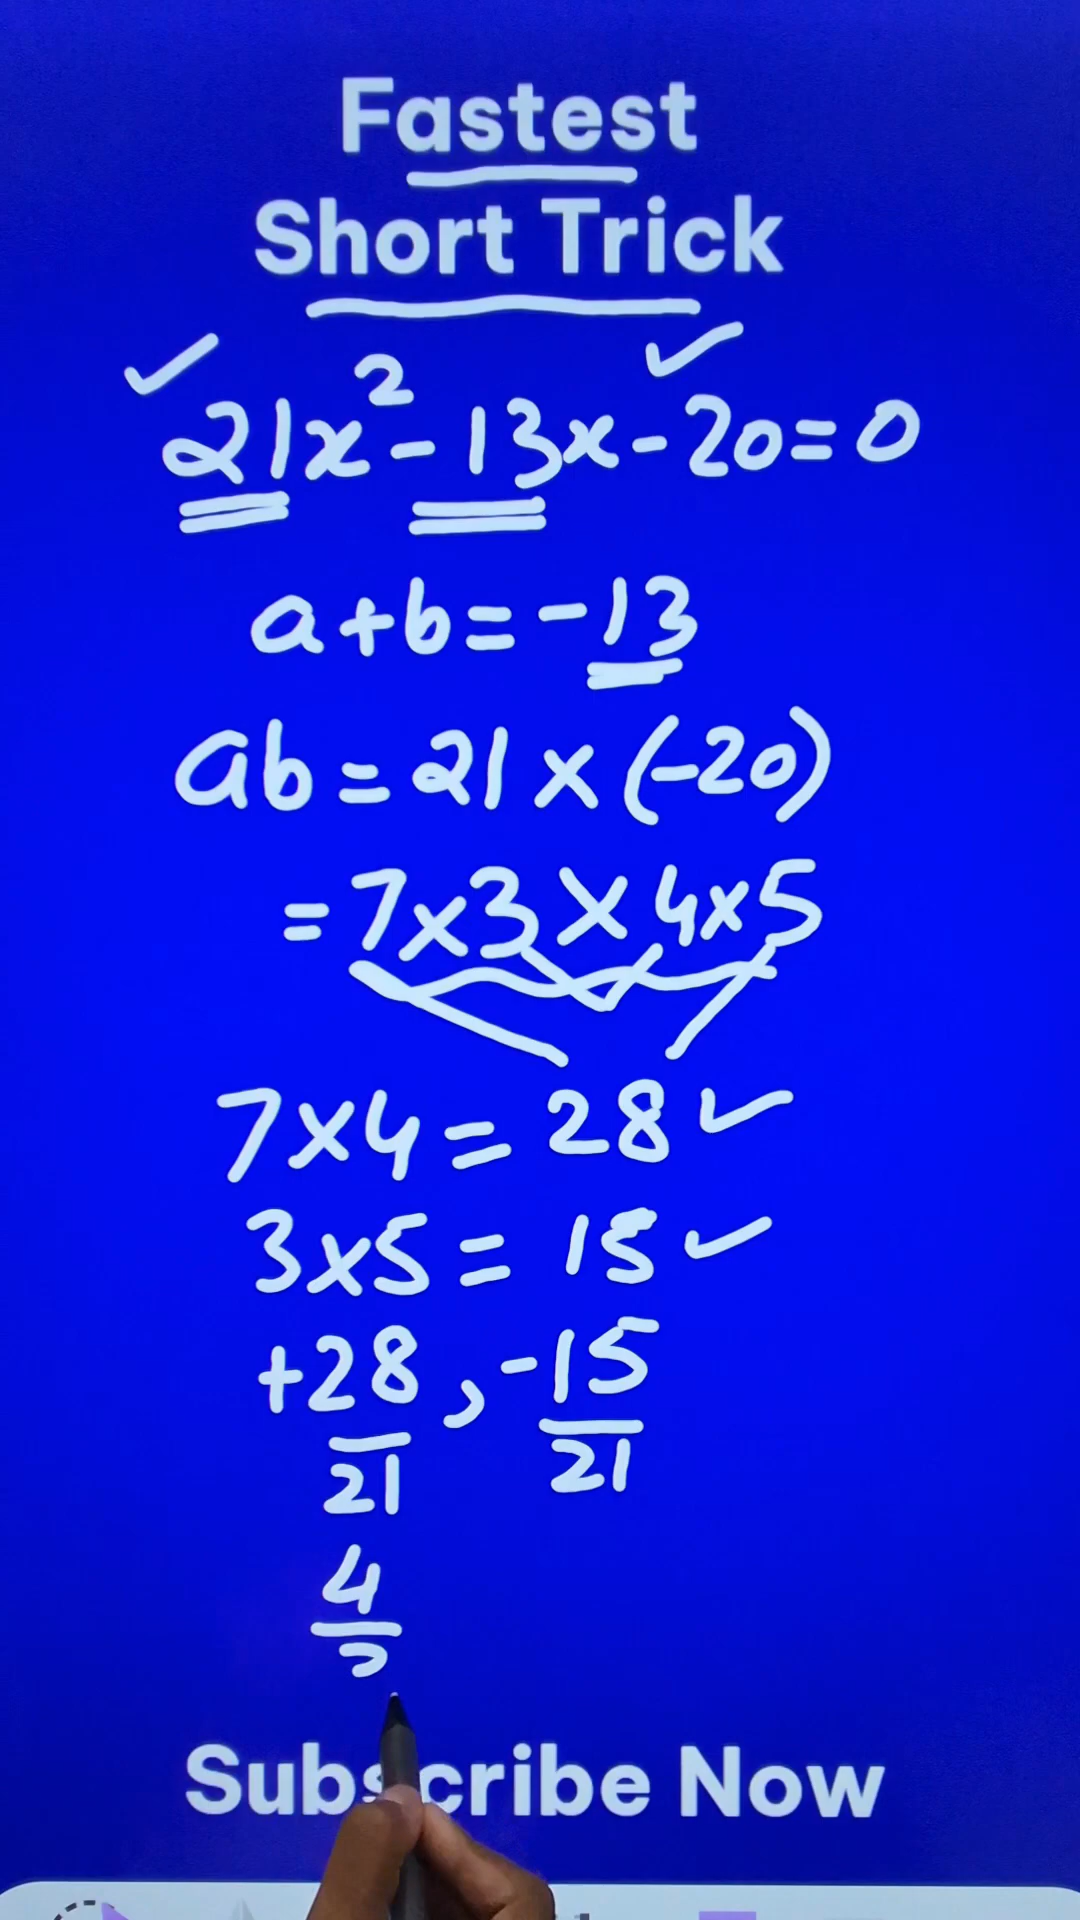 Fastest
Short Trick
21x² - 13x - 20 = 0
a + b = -13
ab = 21 × (-20)
= 7 × 3 × 4 × 5
7 × 4 = 28 ✓
3 × 5 = 15 ✓
+28/21 , -15/21
4/
Subscribe Now